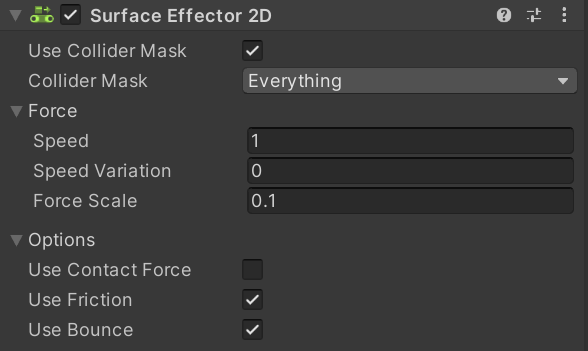 Surface Effector 2D
Use Collider Mask
Collider Mask Everything
Force
Speed 1
Speed Variation 0
Force Scale 0.1
Options
Use Contact Force
Use Friction
Use Bounce